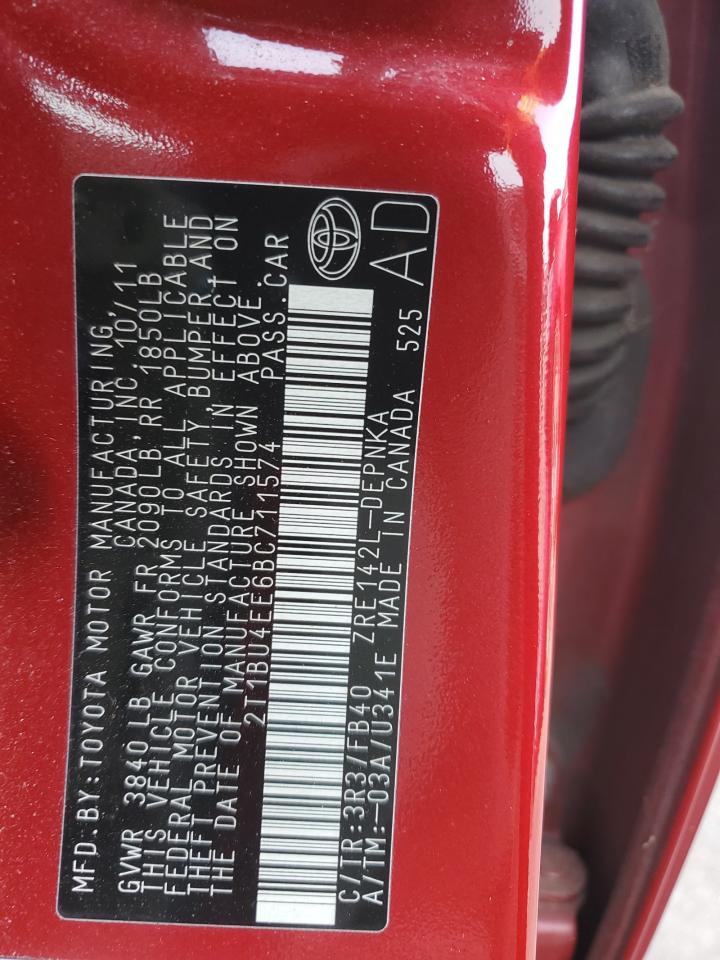 MFD.BY:TOYOTA MOTOR MANUFACTURING,
CANADA,INC. 10/11
GVWR 3840LB GAWR FR 2090LB RR 1850LB
THIS VEHICLE CONFORMS TO ALL APPLICABLE
FEDERAL MOTOR VEHICLE SAFETY, BUMPER,AND
THEFT PREVENTION STANDARDS IN EFFECT ON
THE DATE OF MANUFACTURE SHOWN ABOVE.
2T1BU4EE6BC711574 PASS.CAR
C/TR:3R3/FB40 ZRE142L-DEPNKA
A/TM:-03A/U341E MADE IN CANADA 525
AD